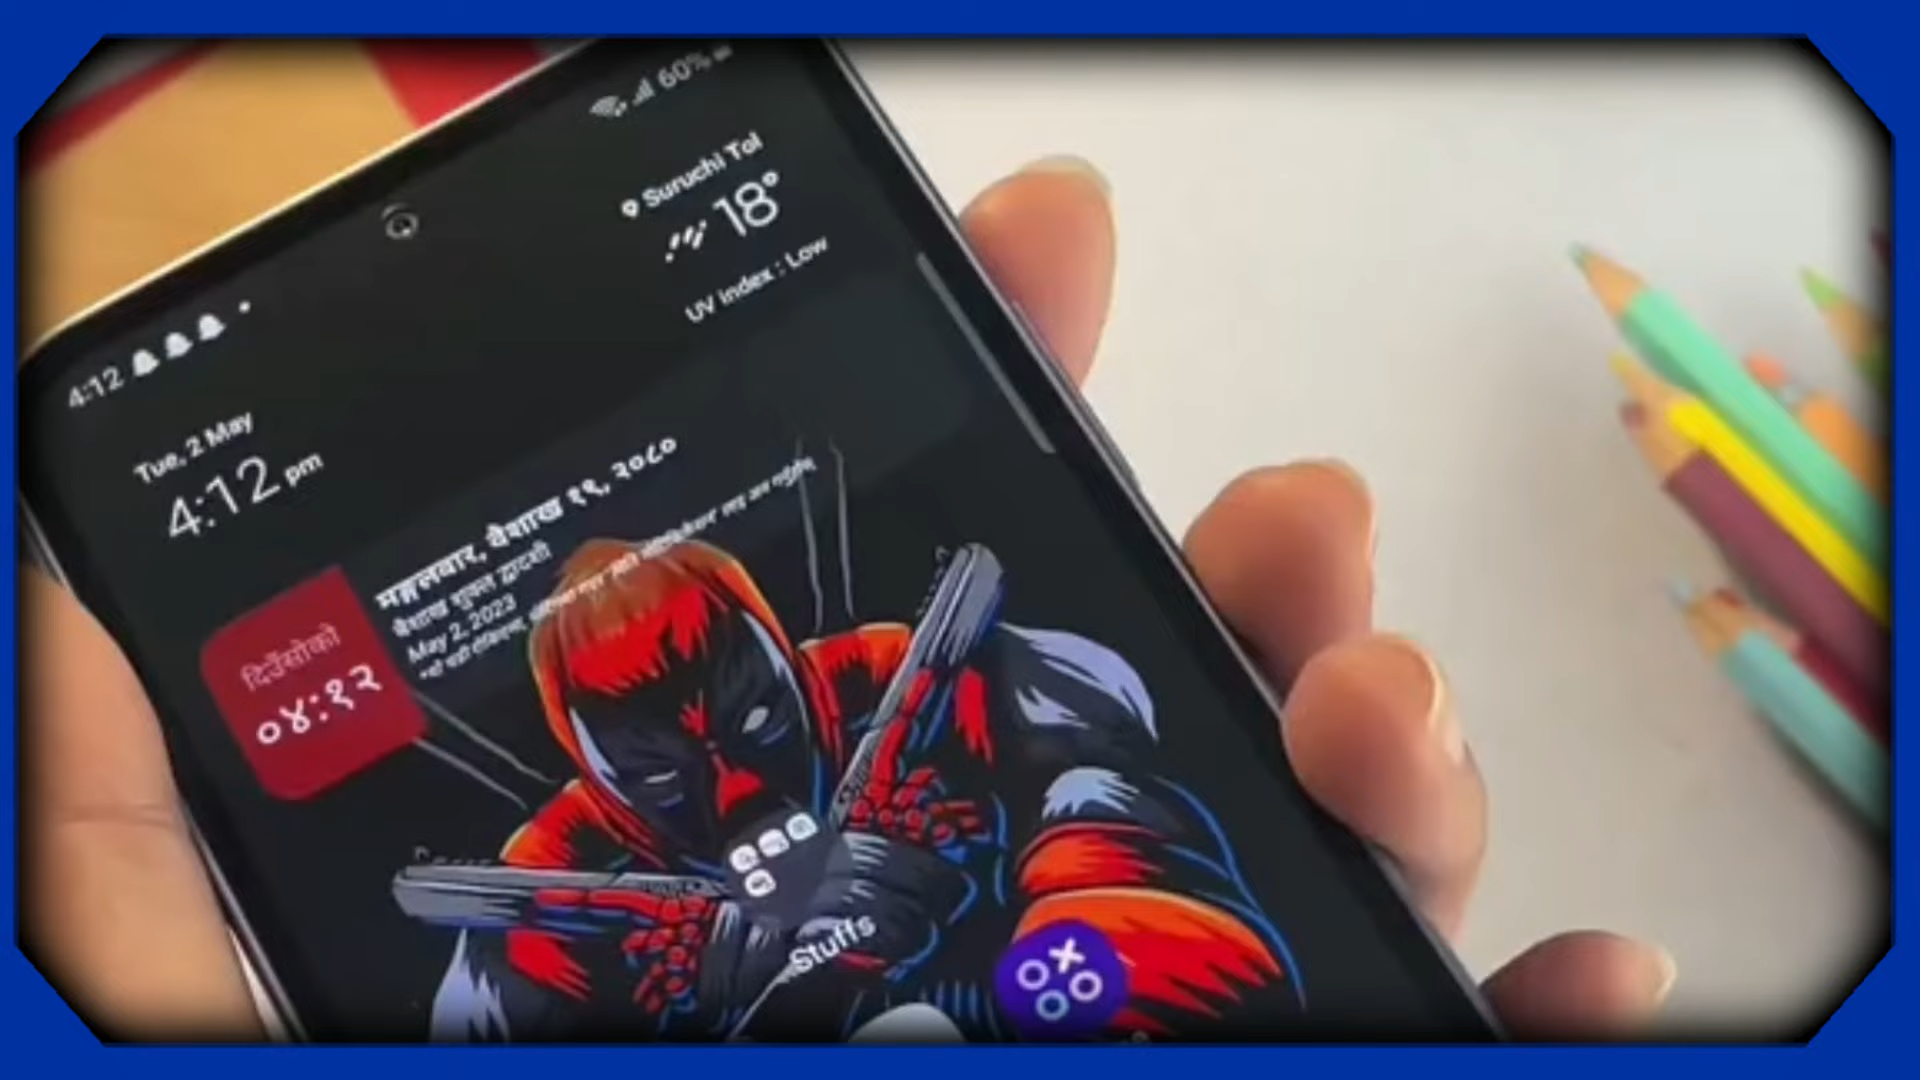 60%
Suruchi Tol
18°
UV index : Low
4:12
Tue, 2 May
4:12 pm
मङ्गलवार, बैशाख १९, २०८०
बैशाख शुक्ल द्वादशी
May 2, 2023
दिउँसोको
०४:१२
Stuffs